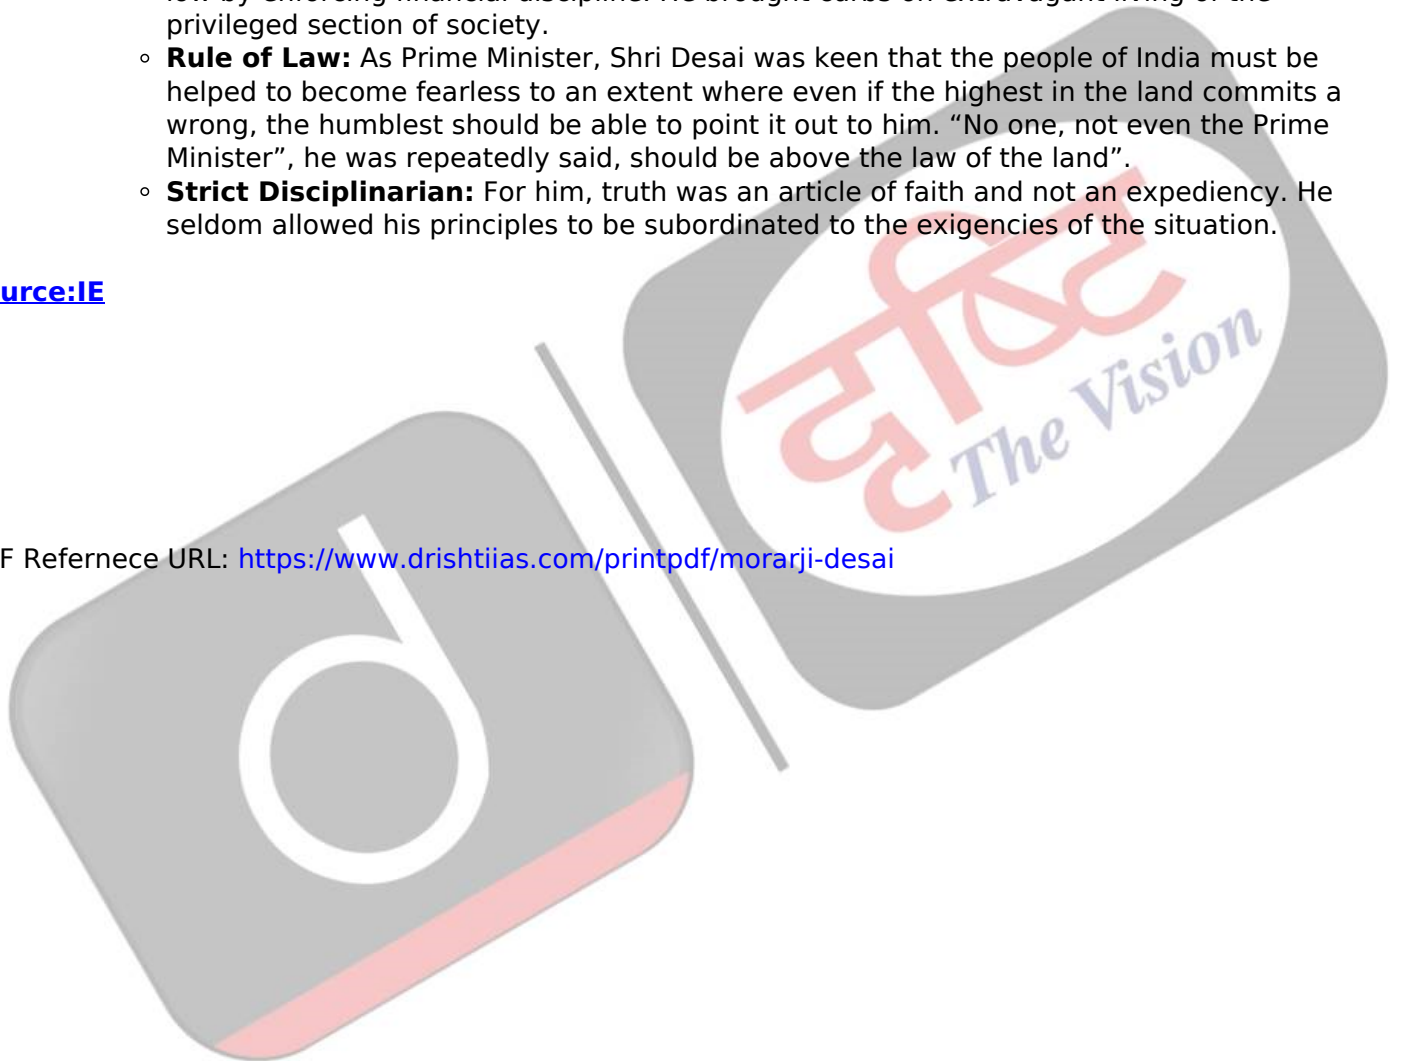 privileged section of society.
◦ Rule of Law: As Prime Minister, Shri Desai was keen that the people of India must be
helped to become fearless to an extent where even if the highest in the land commits a
wrong, the humblest should be able to point it out to him. “No one, not even the Prime
Minister”, he was repeatedly said, should be above the law of the land”.
◦ Strict Disciplinarian: For him, truth was an article of faith and not an expediency. He
seldom allowed his principles to be subordinated to the exigencies of the situation.
urce:IE
दृष्टि
The Vision
d
F Refernece URL: https://www.drishtiias.com/printpdf/morarji-desai